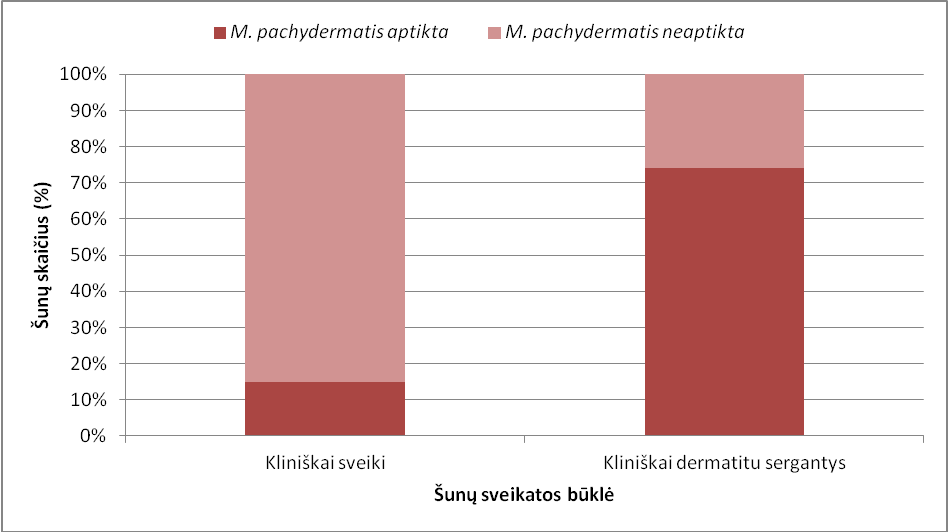 M. pachydermatis aptikta M. pachydermatis neaptikta
100%
90%
80%
70%
60%
50%
40%
30%
20%
10%
0%
Šunų skaičius (%)
Kliniškai sveiki Kliniškai dermatitu sergantys
Šunų sveikatos būklė